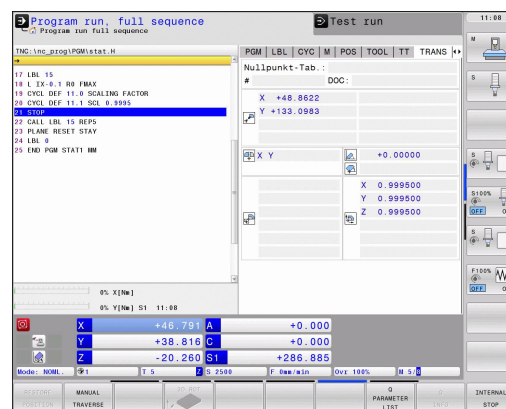 Program run, full sequence
Program run full sequence
Test run
11:08
TNC:\nc_prog\PGM\stat.H
PGM LBL CYC M POS TOOL TT TRANS
17 LBL 15
18 L IX-0.1 R0 FMAX
19 CYCL DEF 11.0 SCALING FACTOR
20 CYCL DEF 11.1 SCL 0.9995
21 STOP
22 CALL LBL 15 REP5
23 PLANE RESET STAY
24 LBL 0
25 END PGM STAT1 MM
Nullpunkt-Tab.:
# DOC:
X +48.8622
Y +133.0983
X Y
+0.00000
X 0.999500
Y 0.999500
Z 0.999500
M
S
S
S100%
OFF
S
F100%
OFF
0% X[Nm]
0% Y[Nm] S1 11:08
X +46.791 A +0.000
Y +38.816 C +0.000
Z -20.260 S1 +286.885
Mode: NOML. 1 T 5 Z S 2500 F 0mm/min Ovr 100% M 5/8
RESTORE POSITION
MANUAL TRAVERSE
3D ROT
Q PARAMETER LIST
INFO
INTERNAL STOP